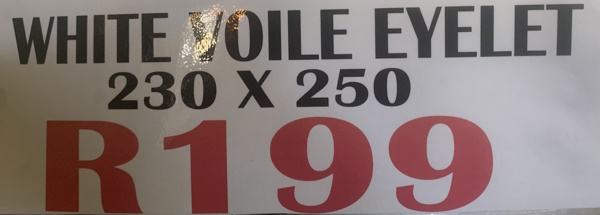 WHITE VOILE EYELET
230 X 250
R199